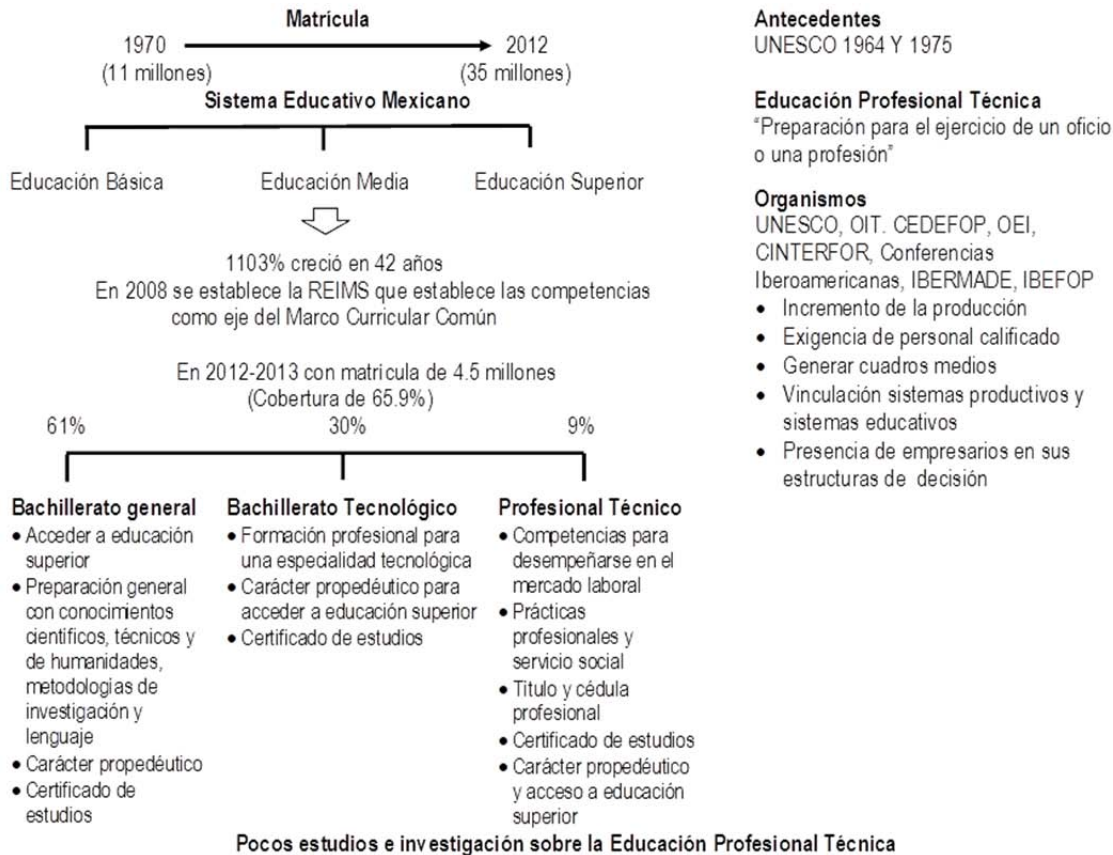 Matrícula
1970 2012
(11 millones) (35 millones)
Sistema Educativo Mexicano
Educación Básica Educación Media Educación Superior
1103% creció en 42 años
En 2008 se establece la REIMS que establece las competencias
como eje del Marco Curricular Común
En 2012-2013 con matrícula de 4.5 millones
(Cobertura de 65.9%)
61% 30% 9%
Bachillerato general
• Acceder a educación
superior
• Preparación general
con conocimientos
científicos, técnicos y
de humanidades,
metodologías de
investigación y
lenguaje
• Carácter propedéutico
• Certificado de
estudios
Bachillerato Tecnológico
• Formación profesional para
una especialidad tecnológica
• Carácter propedéutico para
acceder a educación superior
• Certificado de estudios
Profesional Técnico
• Competencias para
desempeñarse en el
mercado laboral
• Prácticas
profesionales y
servicio social
• Título y cédula
profesional
• Certificado de estudios
• Carácter propedéutico
y acceso a educación
superior
Antecedentes
UNESCO 1964 Y 1975
Educación Profesional Técnica
"Preparación para el ejercicio de un oficio
o una profesión"
Organismos
UNESCO, OIT. CEDEFOP, OEI,
CINTERFOR, Conferencias
Iberoamericanas, IBERMADE, IBEFOP
• Incremento de la producción
• Exigencia de personal calificado
• Generar cuadros medios
• Vinculación sistemas productivos y
sistemas educativos
• Presencia de empresarios en sus
estructuras de decisión
Pocos estudios e investigación sobre la Educación Profesional Técnica